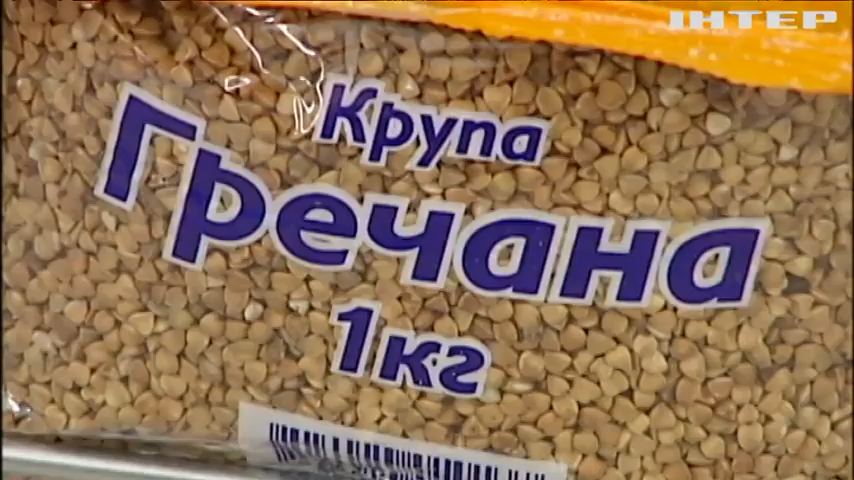 ІНТЕР
Крупа
Гречана
1кг